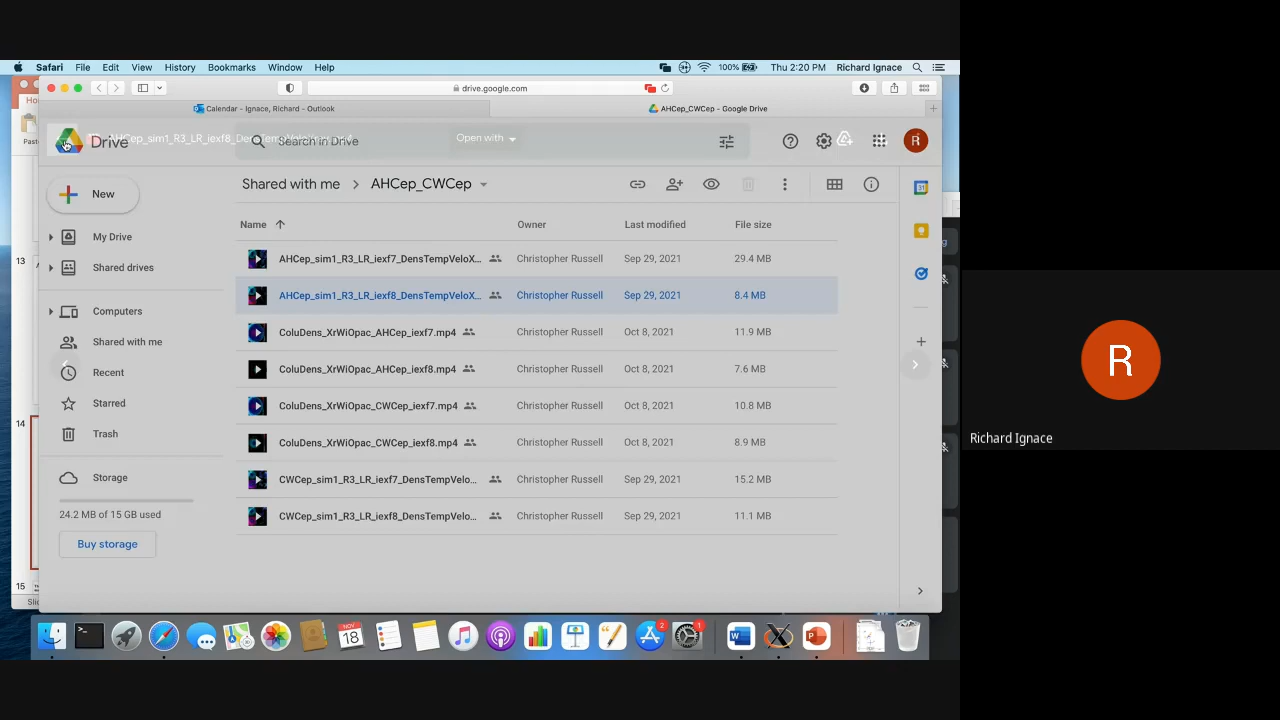 Safari File Edit View History Bookmarks Window Help 100% Thu 2:20 PM Richard Ignace
drive.google.com
Calendar - Ignace, Richard - Outlook
AHCep_CWCep - Google Drive
Drive
Search in Drive
Open with
R
New
Shared with me > AHCep_CWCep
Name Owner Last modified File size
My Drive
Shared drives
Computers
Shared with me
Recent
Starred
Trash
Storage
24.2 MB of 15 GB used
Buy storage
AHCep_sim1_R3_LR_iexf7_DensTempVeloX... Christopher Russell Sep 29, 2021 29.4 MB
AHCep_sim1_R3_LR_iexf8_DensTempVeloX... Christopher Russell Sep 29, 2021 8.4 MB
ColuDens_XrWiOpac_AHCep_iexf7.mp4 Christopher Russell Oct 8, 2021 11.9 MB
ColuDens_XrWiOpac_AHCep_iexf8.mp4 Christopher Russell Oct 8, 2021 7.6 MB
ColuDens_XrWiOpac_CWCep_iexf7.mp4 Christopher Russell Oct 8, 2021 10.8 MB
ColuDens_XrWiOpac_CWCep_iexf8.mp4 Christopher Russell Oct 8, 2021 8.9 MB
CWCep_sim1_R3_LR_iexf7_DensTempVelo... Christopher Russell Sep 29, 2021 15.2 MB
CWCep_sim1_R3_LR_iexf8_DensTempVelo... Christopher Russell Sep 29, 2021 11.1 MB
13
14
15
NOV
18
2
1
R
Richard Ignace